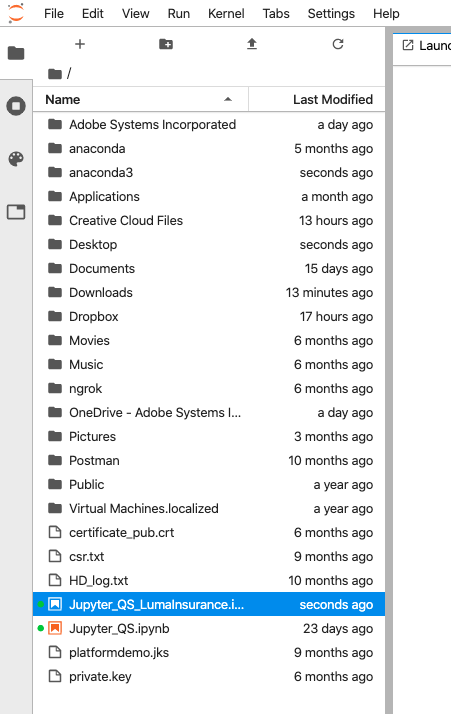 File Edit View Run Kernel Tabs Settings Help
Launc
/
Name Last Modified
Adobe Systems Incorporated a day ago
anaconda 5 months ago
anaconda3 seconds ago
Applications a month ago
Creative Cloud Files 13 hours ago
Desktop seconds ago
Documents 15 days ago
Downloads 13 minutes ago
Dropbox 17 hours ago
Movies 6 months ago
Music 6 months ago
ngrok 6 months ago
OneDrive - Adobe Systems I... a day ago
Pictures 3 months ago
Postman 10 months ago
Public a year ago
Virtual Machines.localized a year ago
certificate_pub.crt 6 months ago
csr.txt 9 months ago
HD_log.txt 10 months ago
Jupyter_QS_LumaInsurance.i... seconds ago
Jupyter_QS.ipynb 23 days ago
platformdemo.jks 9 months ago
private.key 6 months ago